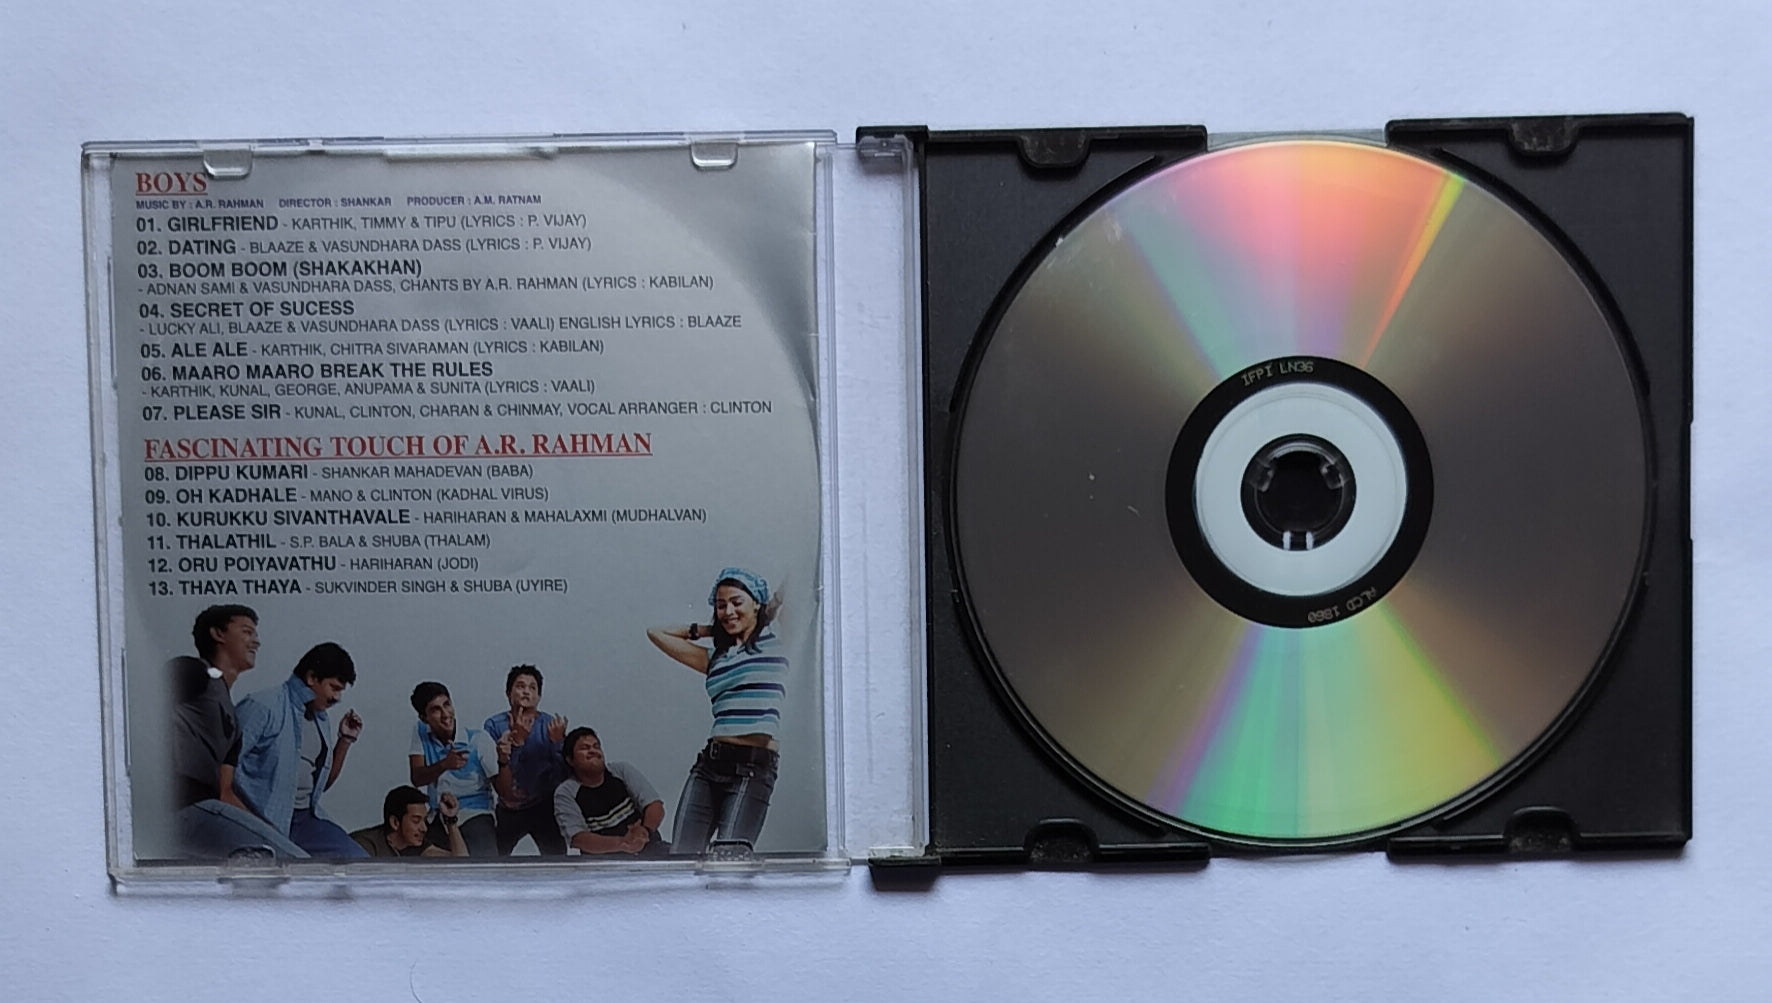 BOYS
MUSIC BY : A.R. RAHMAN DIRECTOR : SHANKAR PRODUCER : A.M. RATNAM
01. GIRLFRIEND - KARTHIK, TIMMY & TIPU (LYRICS : P. VIJAY)
02. DATING - BLAAZE & VASUNDHARA DASS (LYRICS : P. VIJAY)
03. BOOM BOOM (SHAKAKHAN)
- ADNAN SAMI & VASUNDHARA DASS, CHANTS BY A.R. RAHMAN (LYRICS : KABILAN)
04. SECRET OF SUCESS
- LUCKY ALI, BLAAZE & VASUNDHARA DASS (LYRICS : VAALI) ENGLISH LYRICS : BLAAZE
05. ALE ALE - KARTHIK, CHITRA SIVARAMAN (LYRICS : KABILAN)
06. MAARO MAARO BREAK THE RULES
- KARTHIK, KUNAL, GEORGE, ANUPAMA & SUNITA (LYRICS : VAALI)
07. PLEASE SIR - KUNAL, CLINTON, CHARAN & CHINMAY, VOCAL ARRANGER : CLINTON
FASCINATING TOUCH OF A.R. RAHMAN
08. DIPPU KUMARI - SHANKAR MAHADEVAN (BABA)
09. OH KADHALE - MANO & CLINTON (KADHAL VIRUS)
10. KURUKKU SIVANTHAVALE - HARIHARAN & MAHALAXMI (MUDHALVAN)
11. THALATHIL - S.P. BALA & SHUBA (THALAM)
12. ORU POIYAVATHU - HARIHARAN (JODI)
13. THAYA THAYA - SUKVINDER SINGH & SHUBA (UYIRE)
IFPI LN36
ALCD 1860